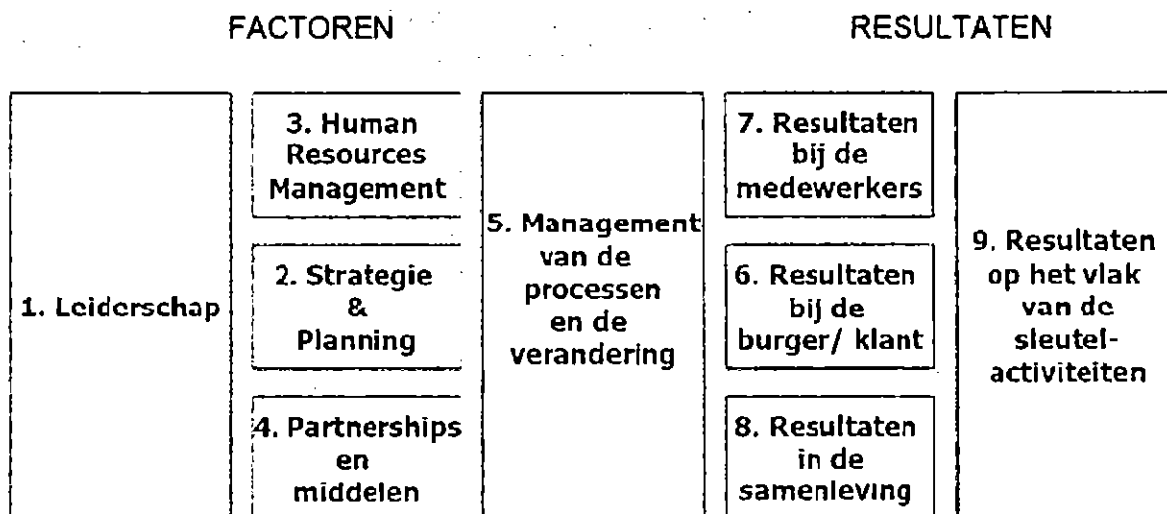 FACTOREN
RESULTATEN
1. Leiderschap
3. Human
Resources
Management
2. Strategie
&
Planning
4. Partnerships
en
middelen
5. Management
van de
processen
en de
verandering
7. Resultaten
bij de
medewerkers
6. Resultaten
bij de
burger/ klant
8. Resultaten
in de
samenleving
9. Resultaten
op het vlak
van de
sleutel-
activiteiten